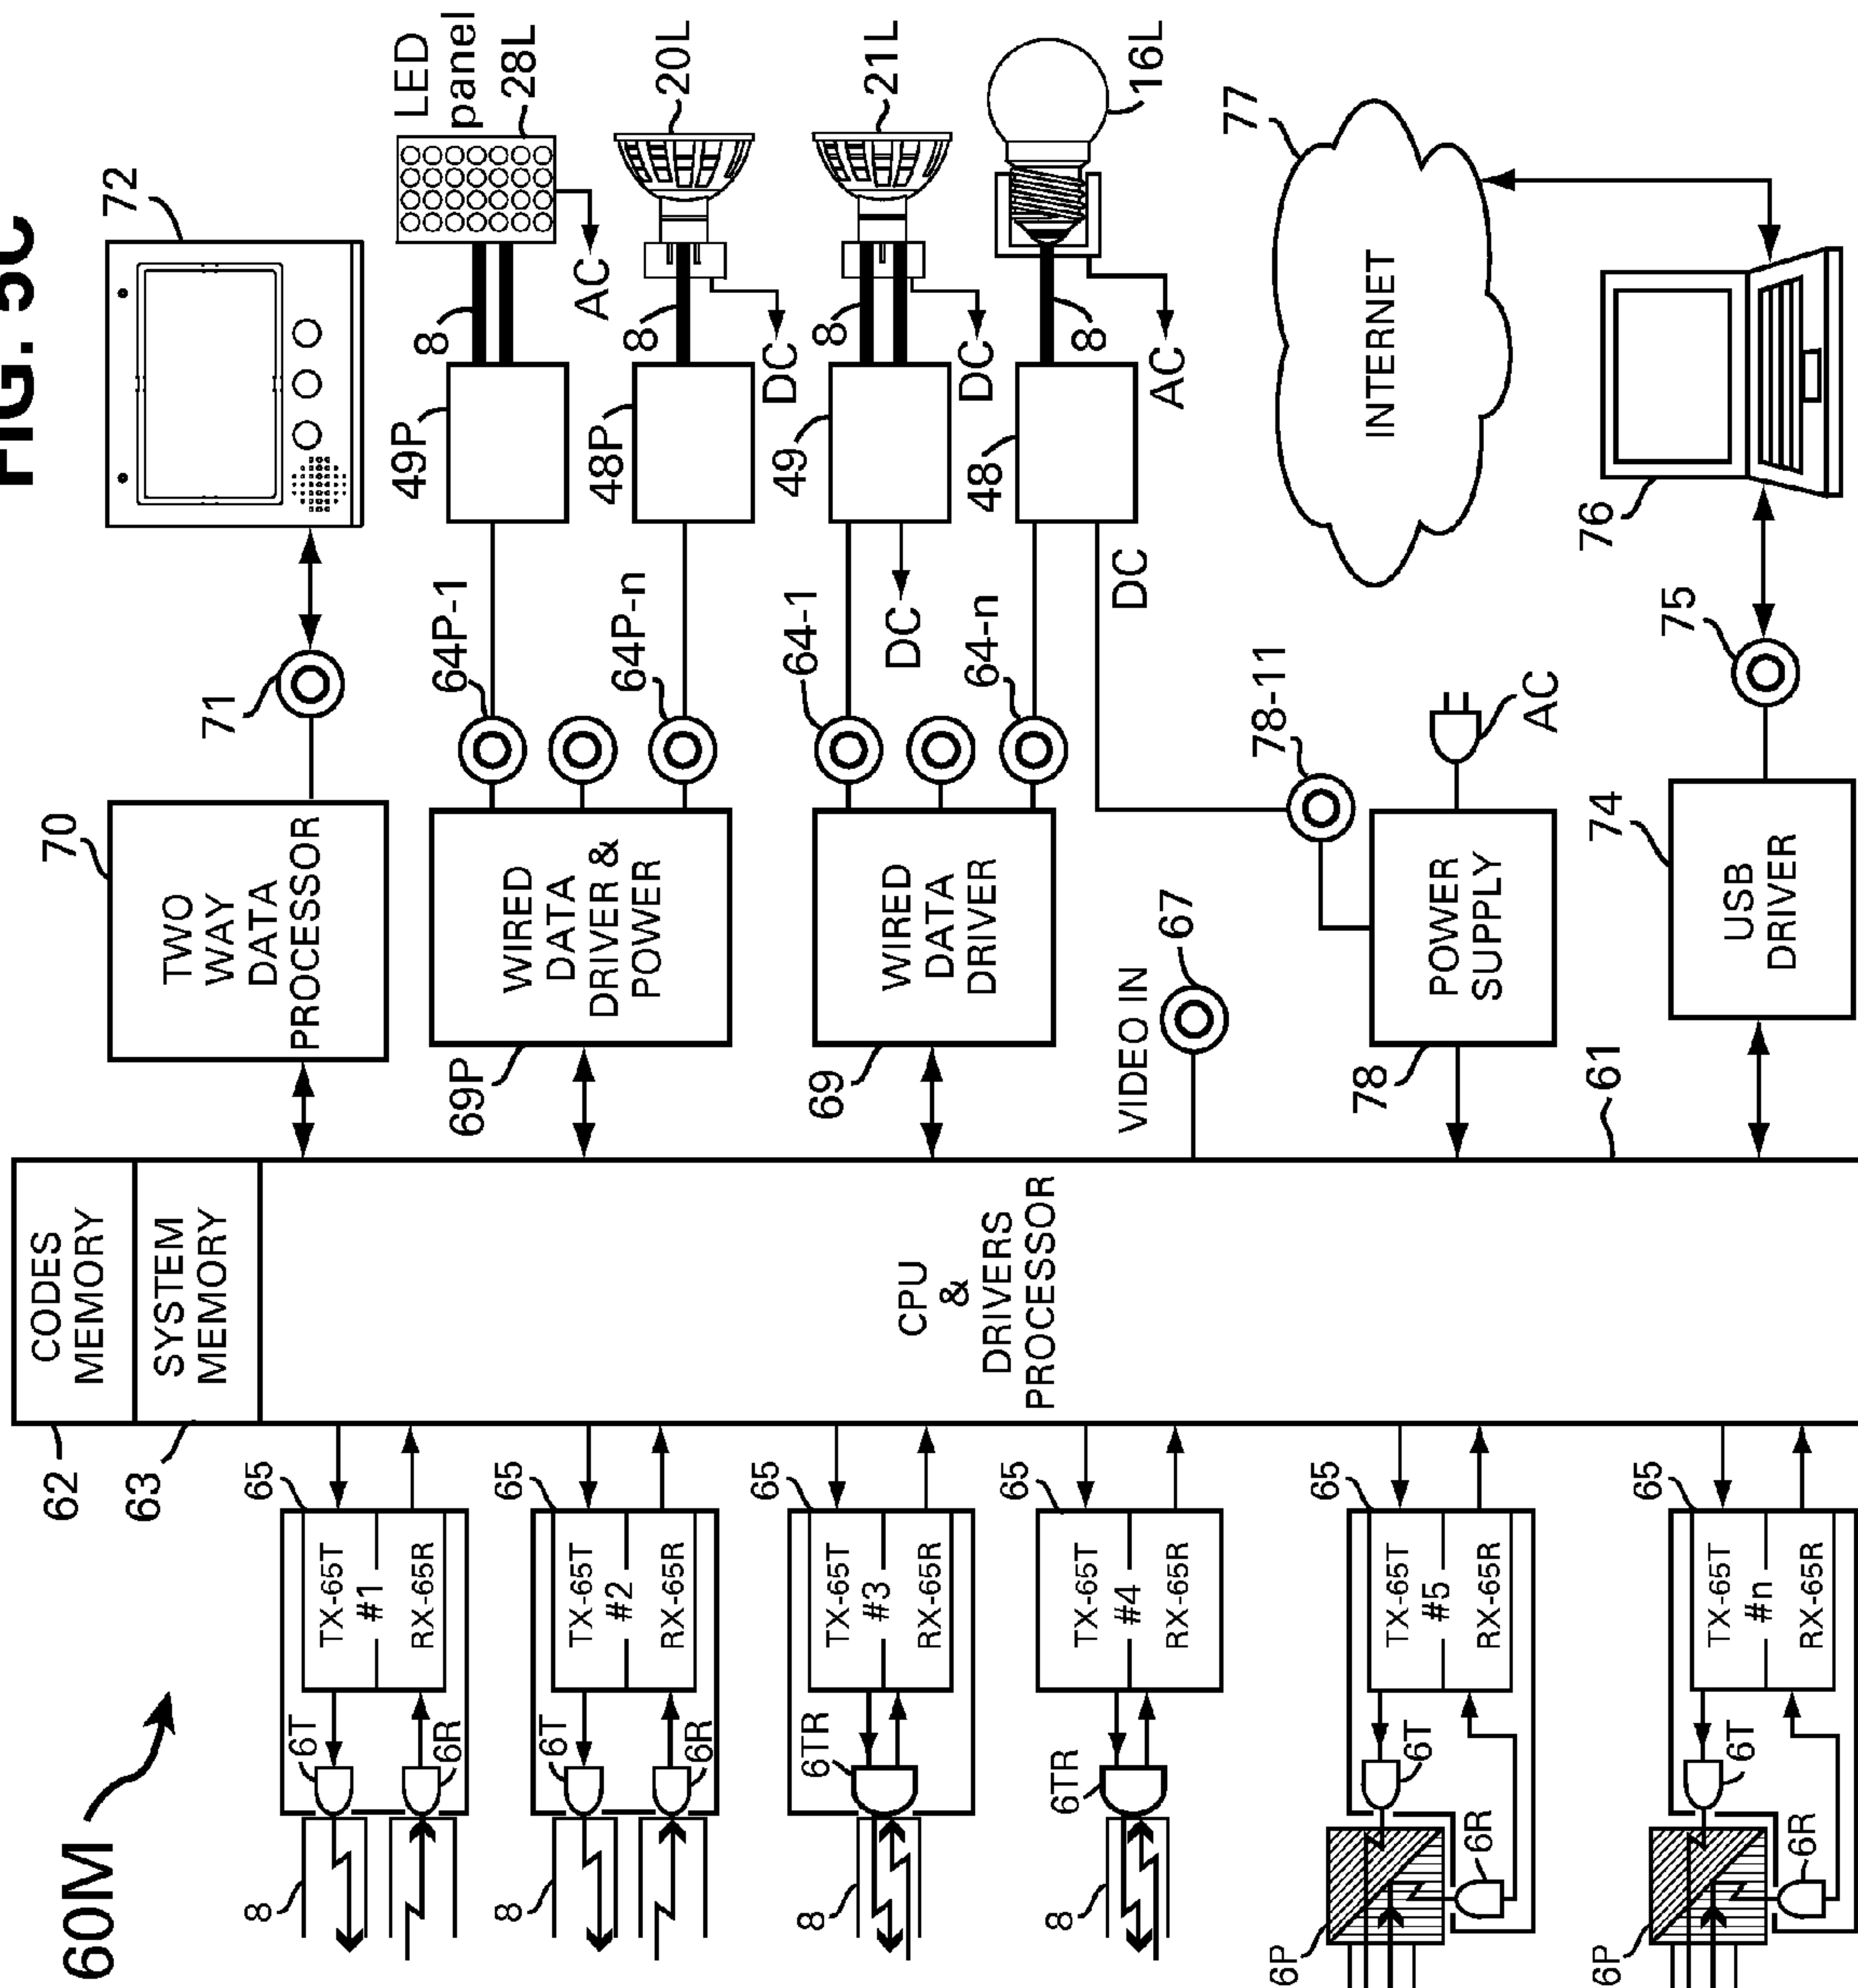 FIG. 5C
60M
62
CODES
MEMORY
63
SYSTEM
MEMORY
CPU
&
DRIVERS
PROCESSOR
61
65
TX-65T
#1
RX-65R
6T
6R
8
65
TX-65T
#2
RX-65R
6T
6R
8
65
TX-65T
#3
RX-65R
6TR
8
65
TX-65T
#4
RX-65R
6TR
8
65
TX-65T
#5
RX-65R
6T
6R
6P
65
TX-65T
#n
RX-65R
6T
6R
6P
70
TWO
WAY
DATA
PROCESSOR
71
72
69P
WIRED
DATA
DRIVER &
POWER
64P-1
64P-n
49P
8
LED
panel
28L
AC
48P
8
20L
DC
69
WIRED
DATA
DRIVER
64-1
64-n
49
8
21L
DC
DC
48
8
16L
AC
DC
VIDEO IN
67
78
POWER
SUPPLY
78-11
AC
74
USB
DRIVER
75
76
INTERNET
77